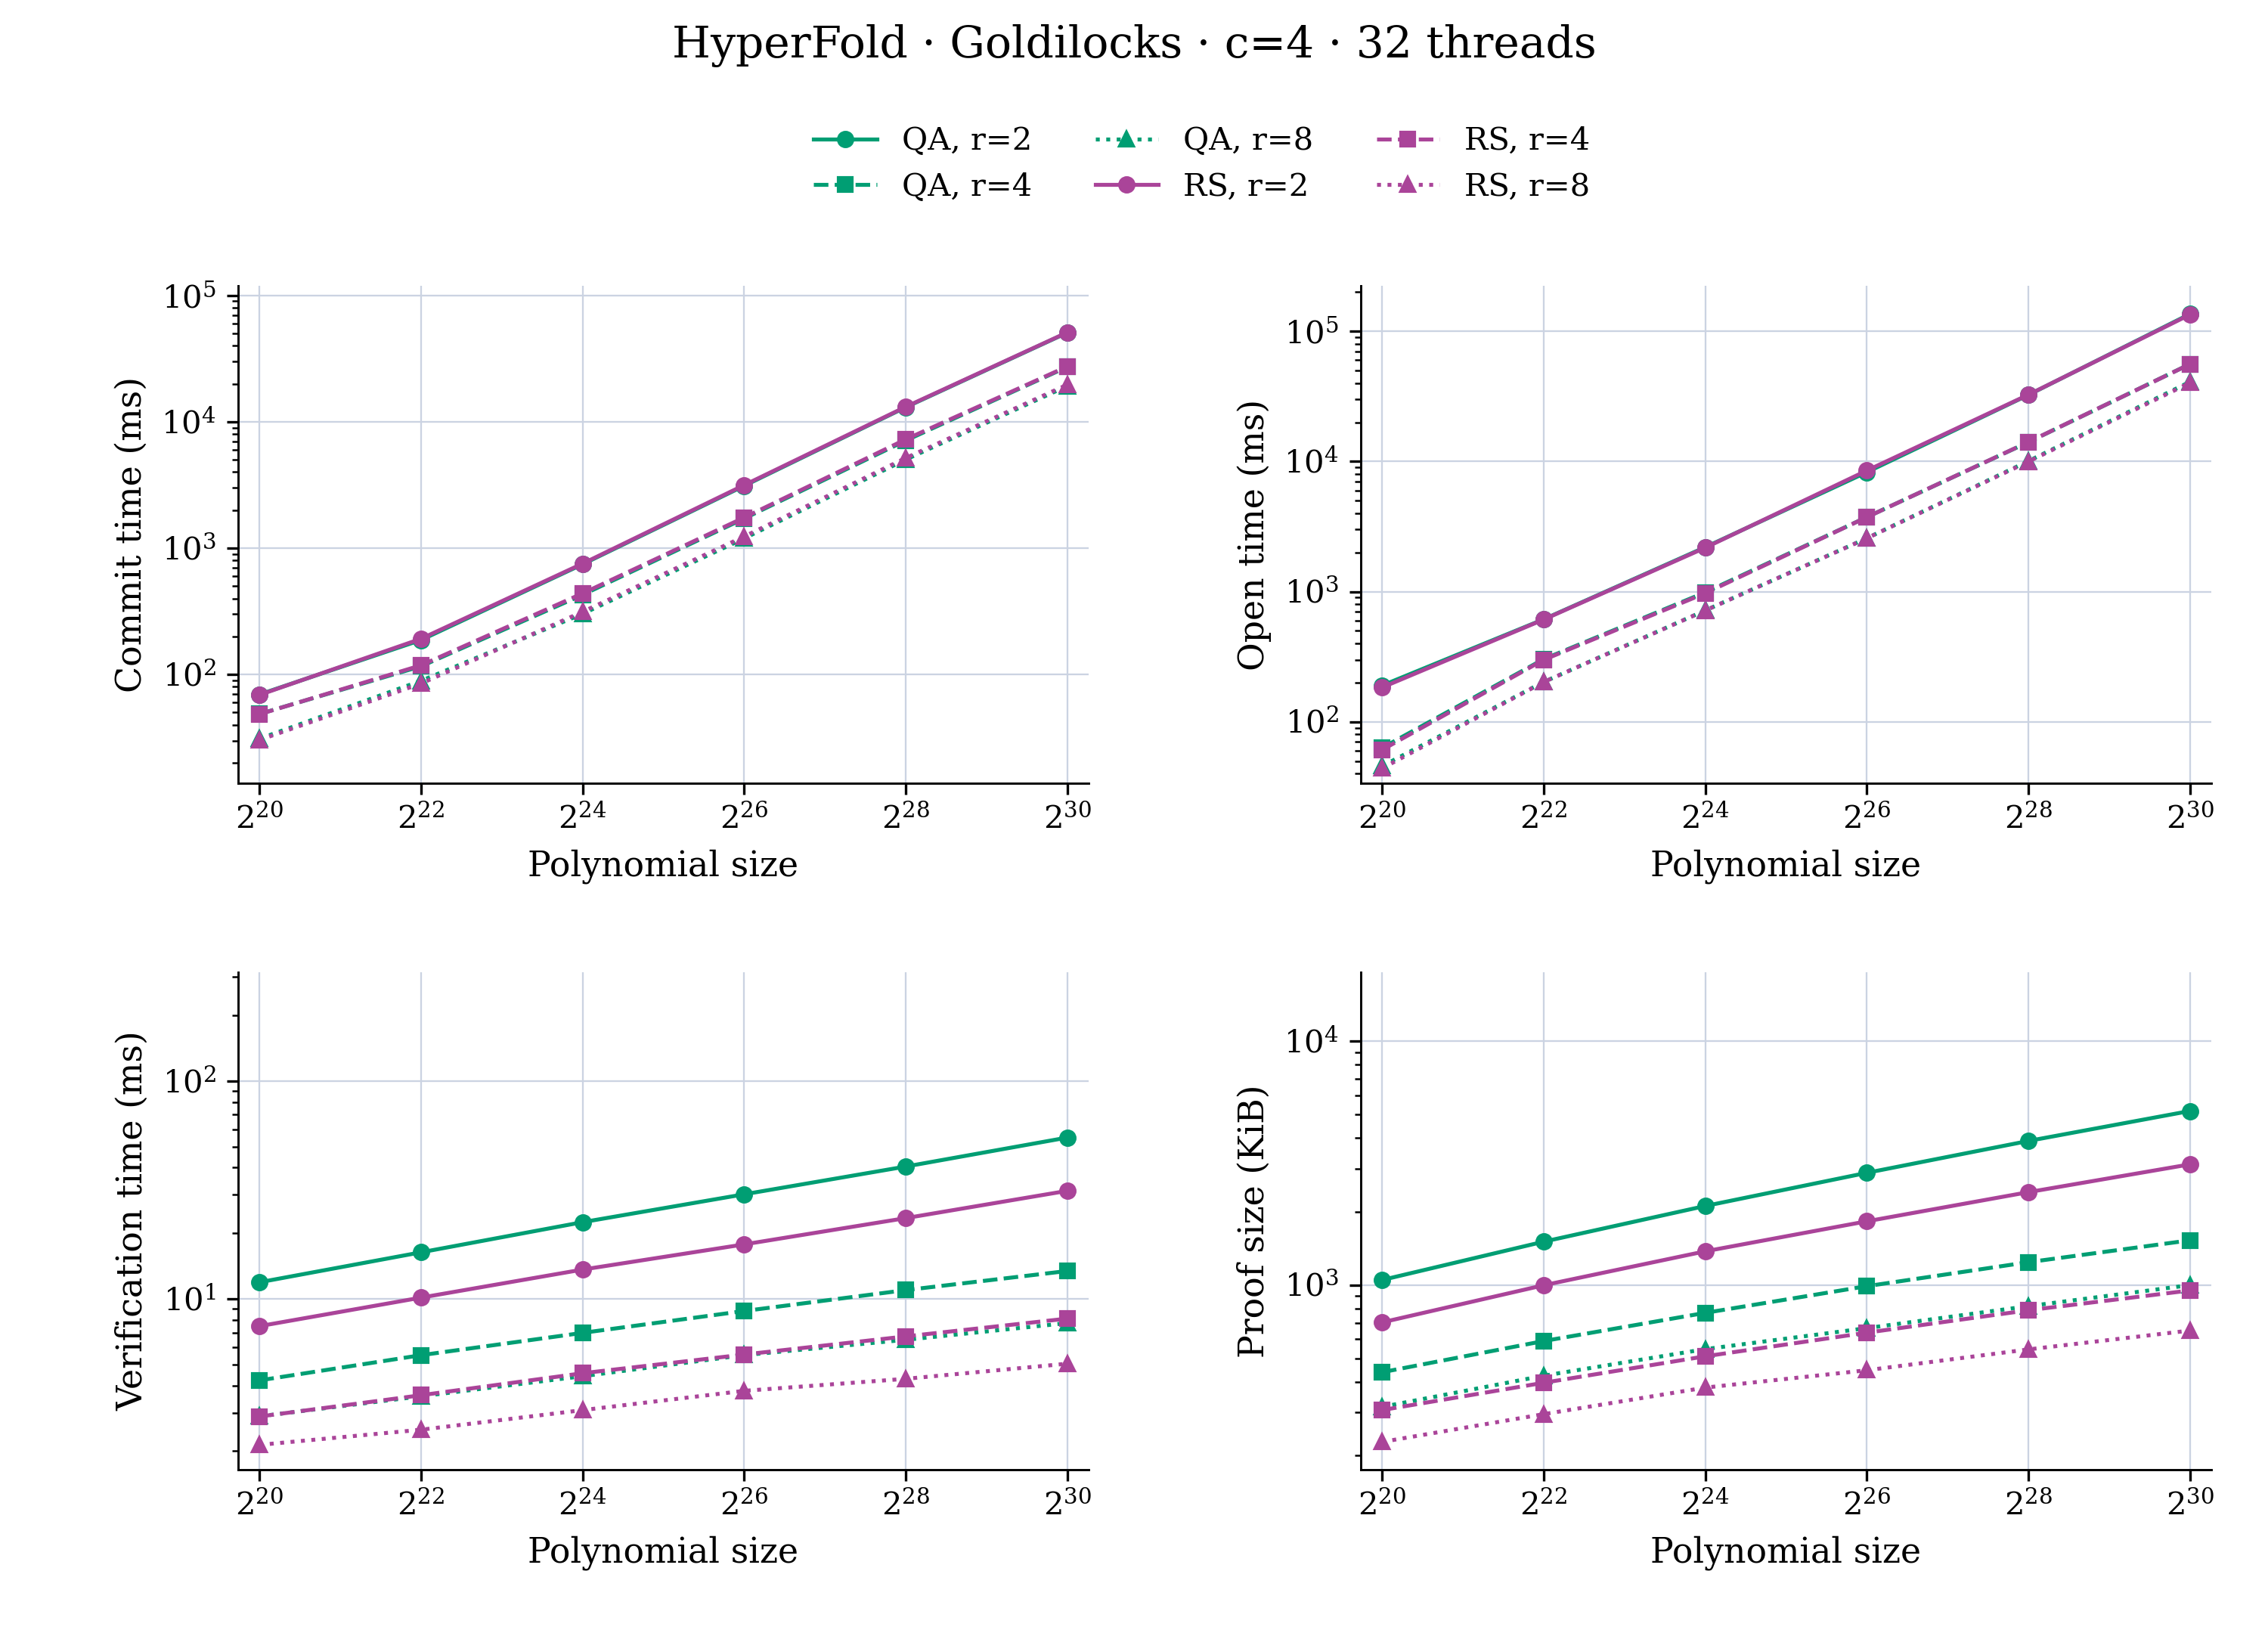 HyperFold · Goldilocks · c=4 · 32 threads
QA, r=2 QA, r=8 RS, r=4
QA, r=4 RS, r=2 RS, r=8
Commit time (ms)
10⁵
10⁴
10³
10²
2²⁰ 2²² 2²⁴ 2²⁶ 2²⁸ 2³⁰
Polynomial size
Open time (ms)
10⁵
10⁴
10³
10²
2²⁰ 2²² 2²⁴ 2²⁶ 2²⁸ 2³⁰
Polynomial size
Verification time (ms)
10²
10¹
2²⁰ 2²² 2²⁴ 2²⁶ 2²⁸ 2³⁰
Polynomial size
Proof size (KiB)
10⁴
10³
2²⁰ 2²² 2²⁴ 2²⁶ 2²⁸ 2³⁰
Polynomial size